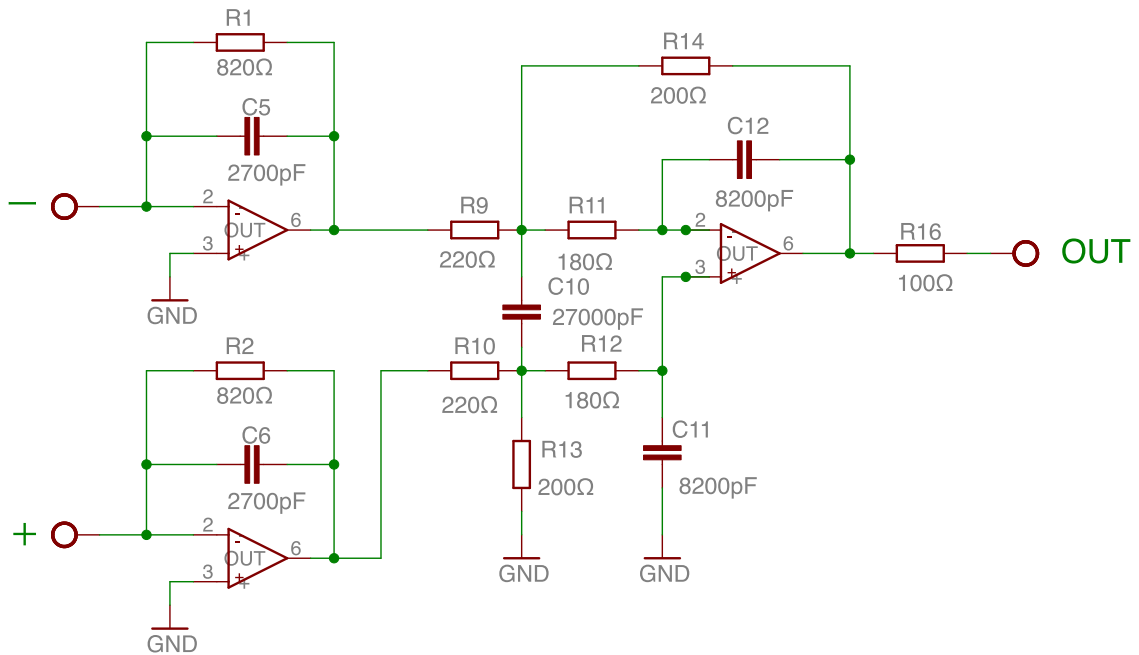 R1
820Ω
C5
2700pF
−
2
3
-
+
OUT
+
6
GND
R2
820Ω
C6
2700pF
+
2
3
-
+
OUT
+
6
GND
R9
220Ω
R10
220Ω
C10
27000pF
R11
180Ω
R12
180Ω
R13
200Ω
GND
C11
8200pF
GND
R14
200Ω
C12
8200pF
2
3
-
+
OUT
+
6
R16
100Ω
OUT